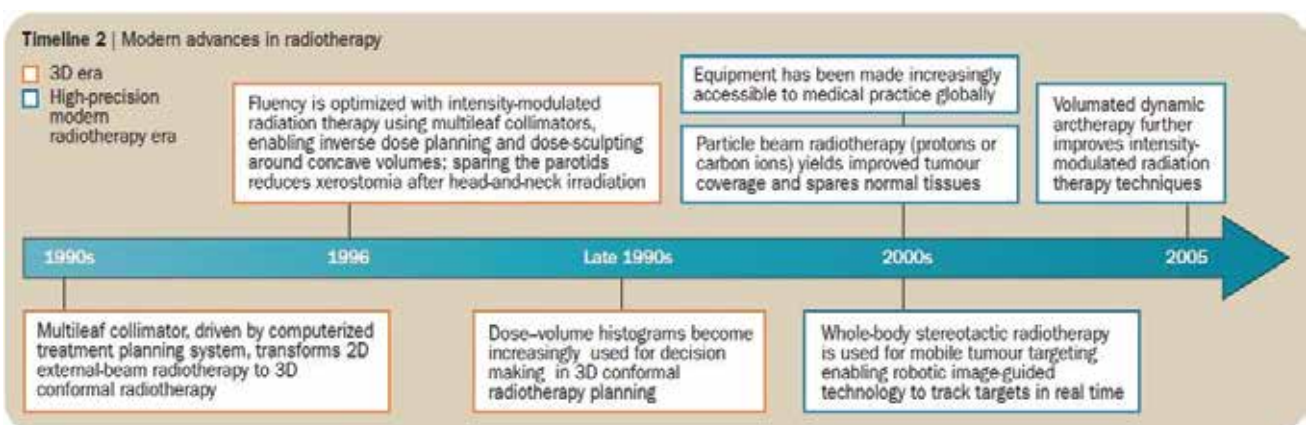 Timeline 2 | Modern advances in radiotherapy
3D era
High-precision
modern
radiotherapy era
Fluency is optimized with intensity-modulated
radiation therapy using multileaf collimators,
enabling inverse dose planning and dose-sculpting
around concave volumes; sparing the parotids
reduces xerostomia after head-and-neck irradiation
Equipment has been made increasingly
accessible to medical practice globally
Particle beam radiotherapy (protons or
carbon ions) yields improved tumour
coverage and spares normal tissues
Volumated dynamic
arctherapy further
improves intensity-
modulated radiation
therapy techniques
1990s
1996
Late 1990s
2000s
2005
Multileaf collimator, driven by computerized
treatment planning system, transforms 2D
external-beam radiotherapy to 3D
conformal radiotherapy
Dose–volume histograms become
increasingly used for decision
making in 3D conformal
radiotherapy planning
Whole-body stereotactic radiotherapy
is used for mobile tumour targeting
enabling robotic image-guided
technology to track targets in real time